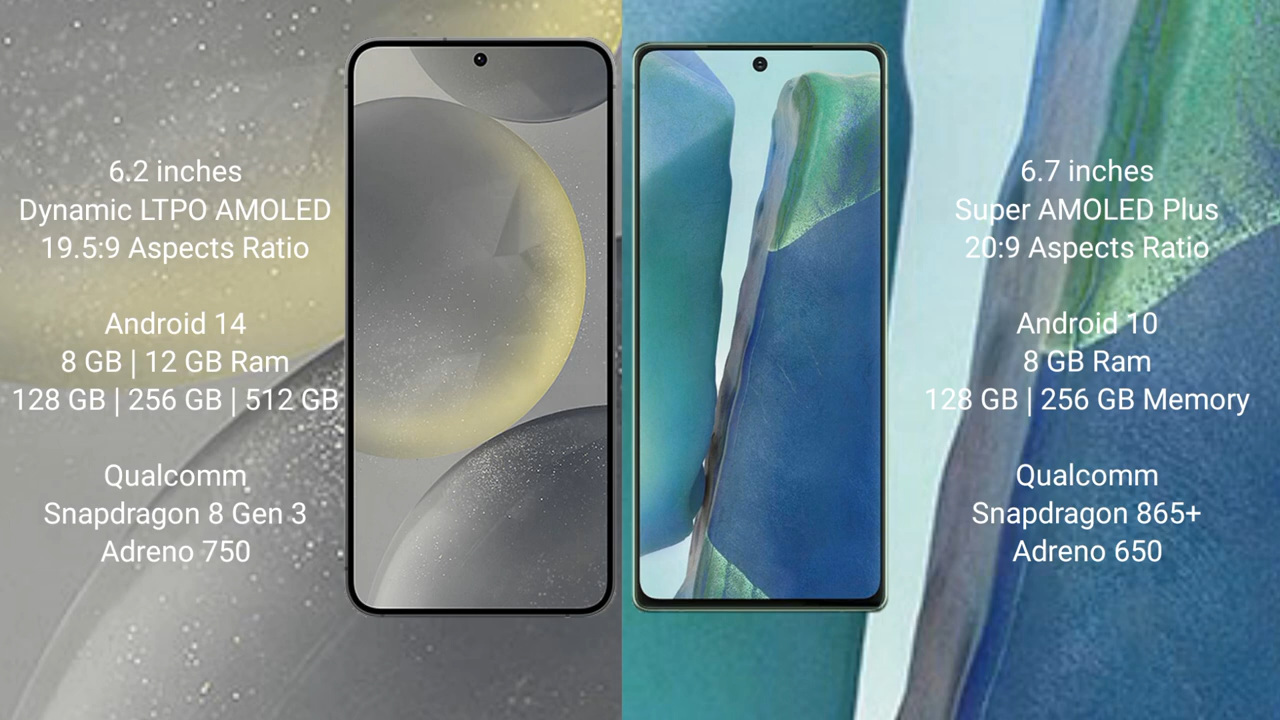 6.2 inches
Dynamic LTPO AMOLED
19.5:9 Aspects Ratio
Android 14
8 GB | 12 GB Ram
128 GB | 256 GB | 512 GB
Qualcomm
Snapdragon 8 Gen 3
Adreno 750
6.7 inches
Super AMOLED Plus
20:9 Aspects Ratio
Android 10
8 GB Ram
128 GB | 256 GB Memory
Qualcomm
Snapdragon 865+
Adreno 650